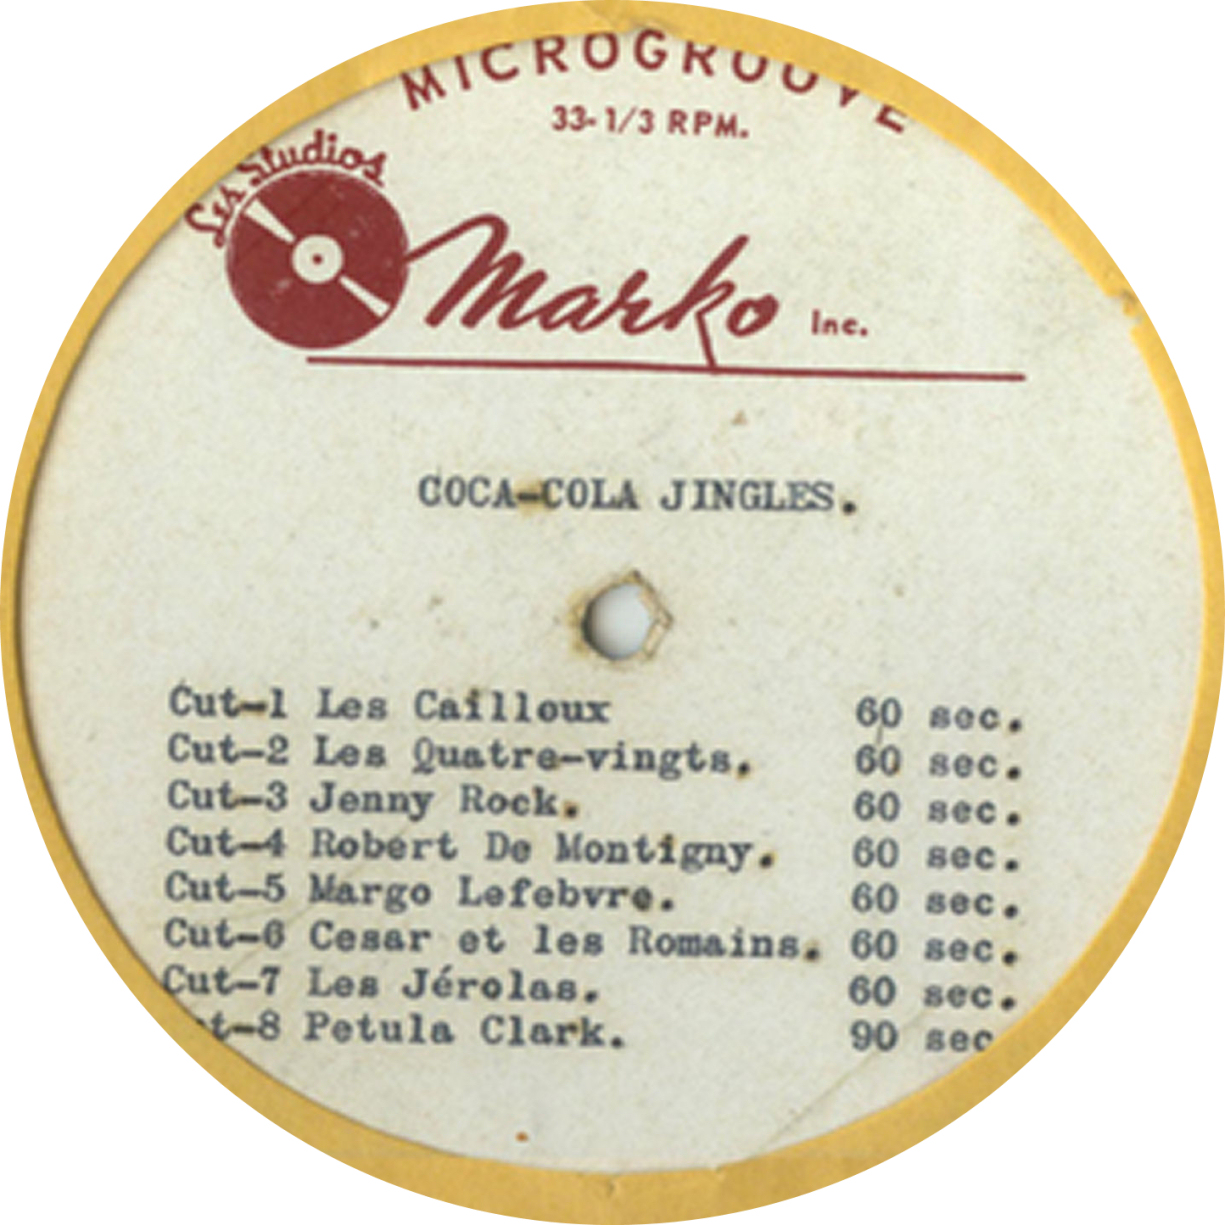 MICROGROOVE
33-1/3 RPM.
Les Studios
Marko Inc.
COCA-COLA JINGLES.
Cut-1 Les Cailloux 60 sec.
Cut-2 Les Quatre-vingts. 60 sec.
Cut-3 Jenny Rock. 60 sec.
Cut-4 Robert De Montigny. 60 sec.
Cut-5 Margo Lefebvre. 60 sec.
Cut-6 Cesar et les Romains. 60 sec.
Cut-7 Les Jérolas. 60 sec.
t-8 Petula Clark. 90 sec